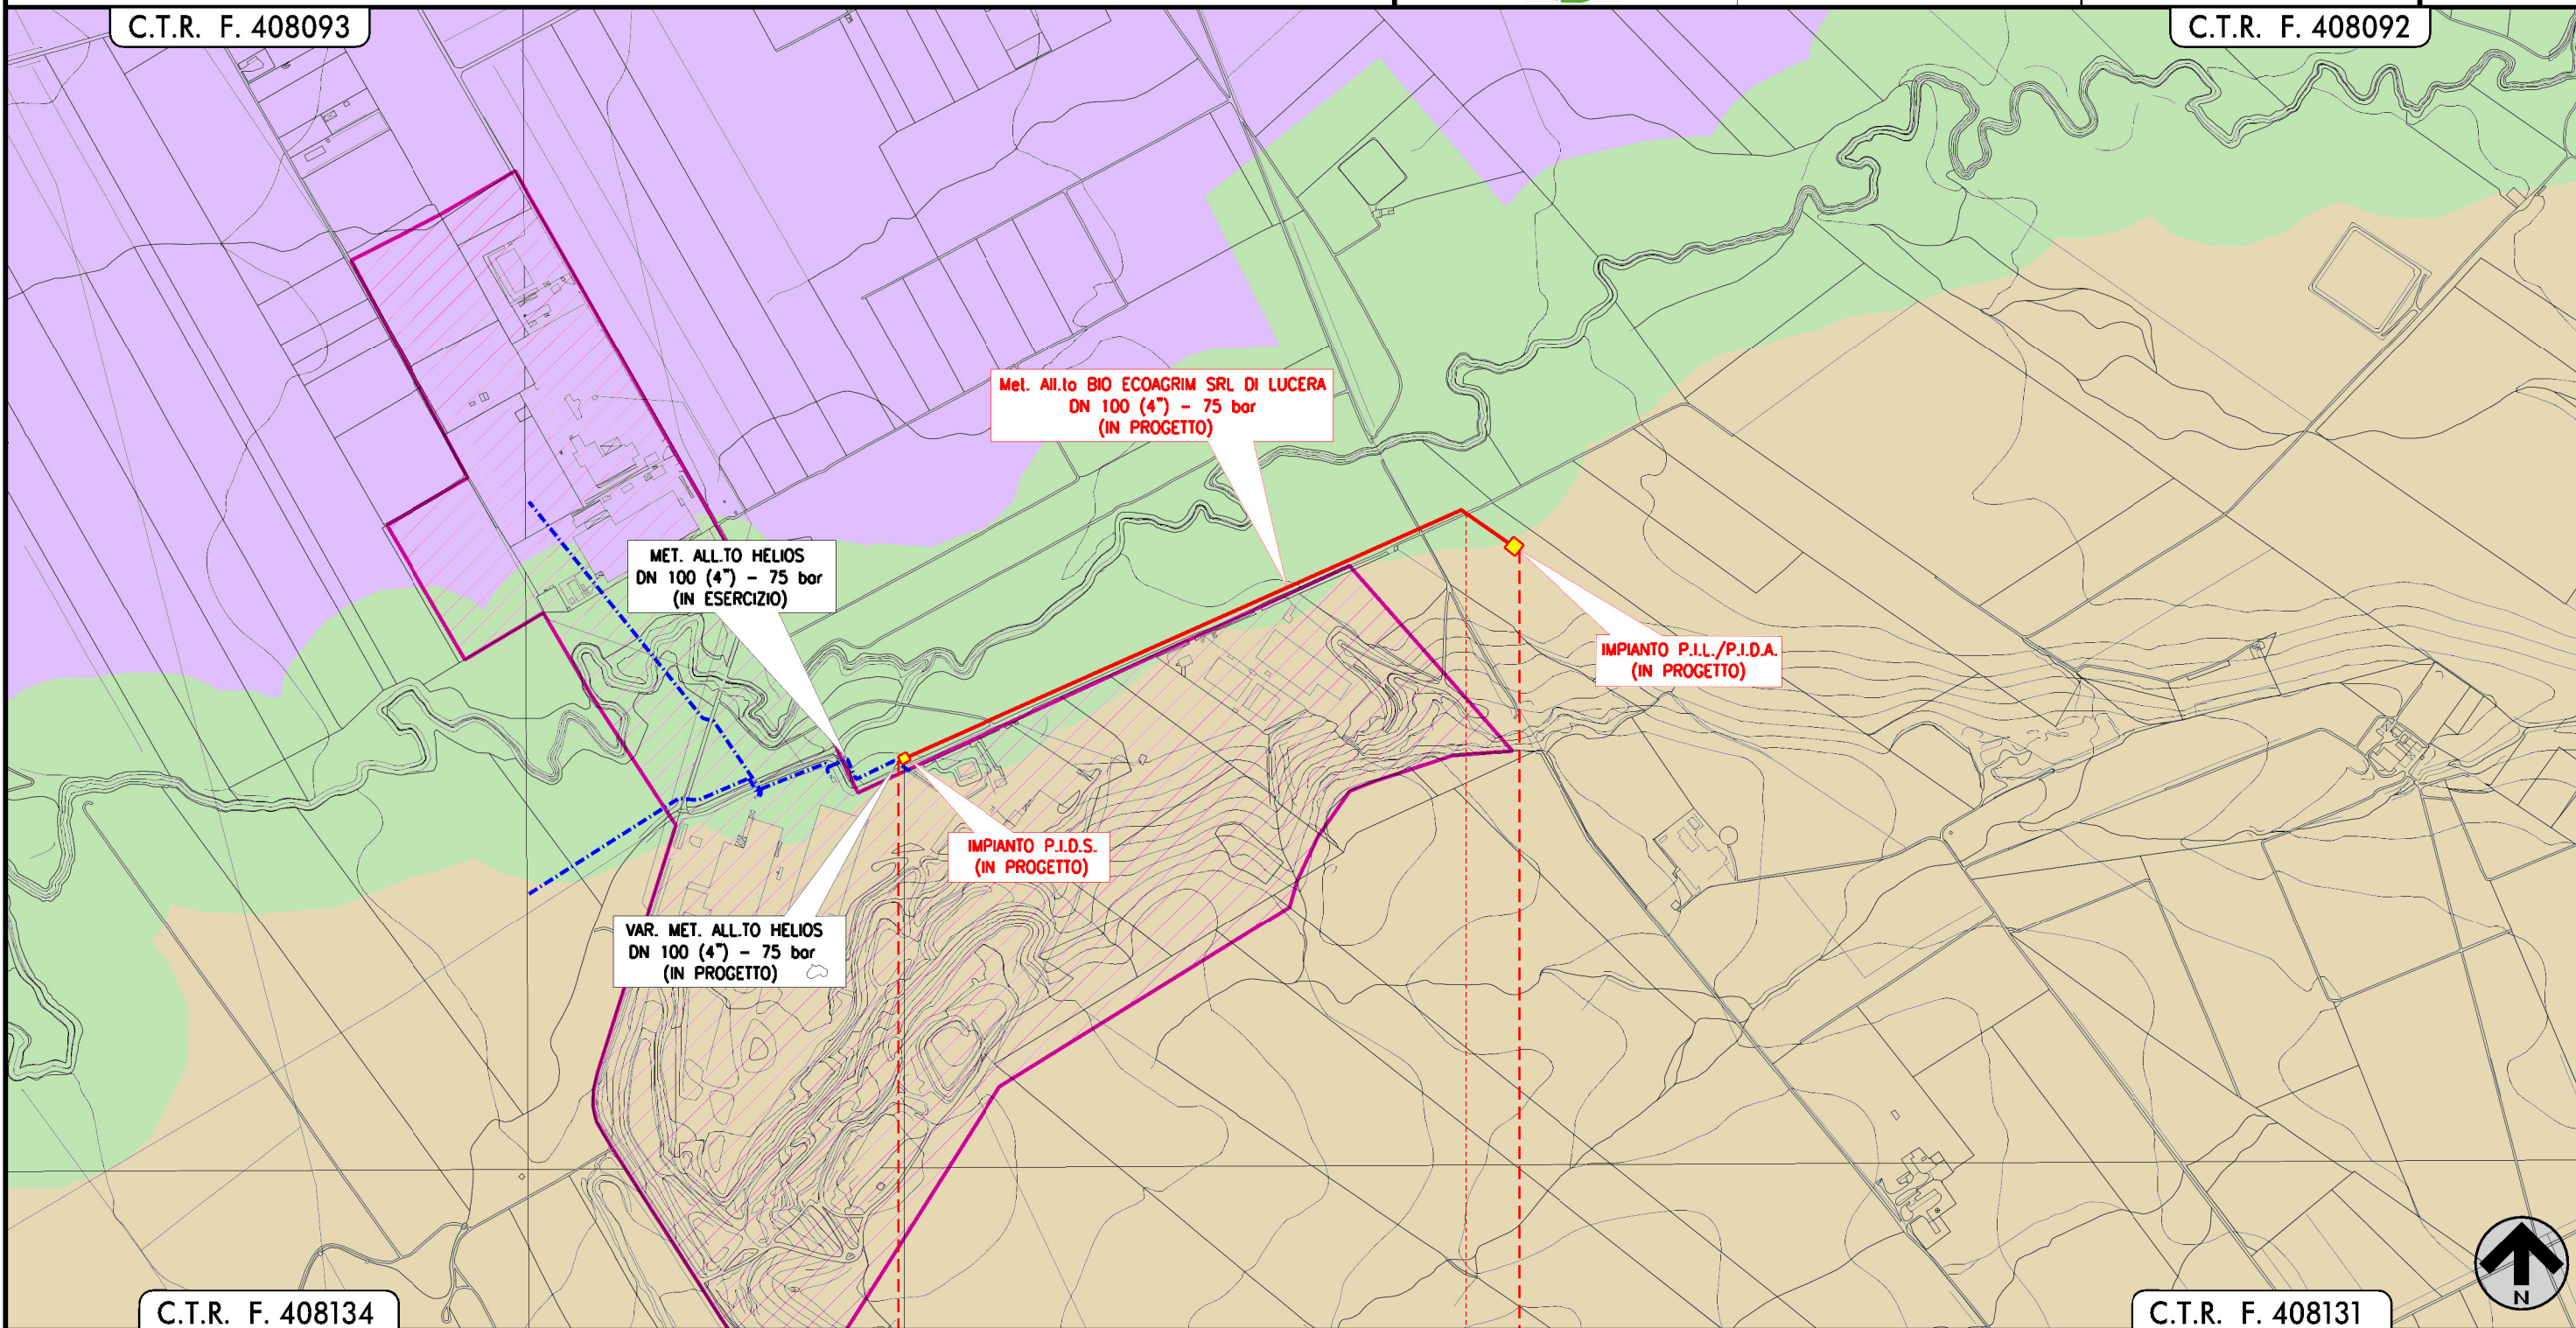 C.T.R. F. 408093
C.T.R. F. 408092
Met. All.to BIO ECOAGRIM SRL DI LUCERA
DN 100 (4") - 75 bar
(IN PROGETTO)
MET. ALL.TO HELIOS
DN 100 (4") - 75 bar
(IN ESERCIZIO)
IMPIANTO P.I.L./P.I.D.A.
(IN PROGETTO)
IMPIANTO P.I.D.S.
(IN PROGETTO)
VAR. MET. ALL.TO HELIOS
DN 100 (4") - 75 bar
(IN PROGETTO)
N
C.T.R. F. 408134
C.T.R. F. 408131